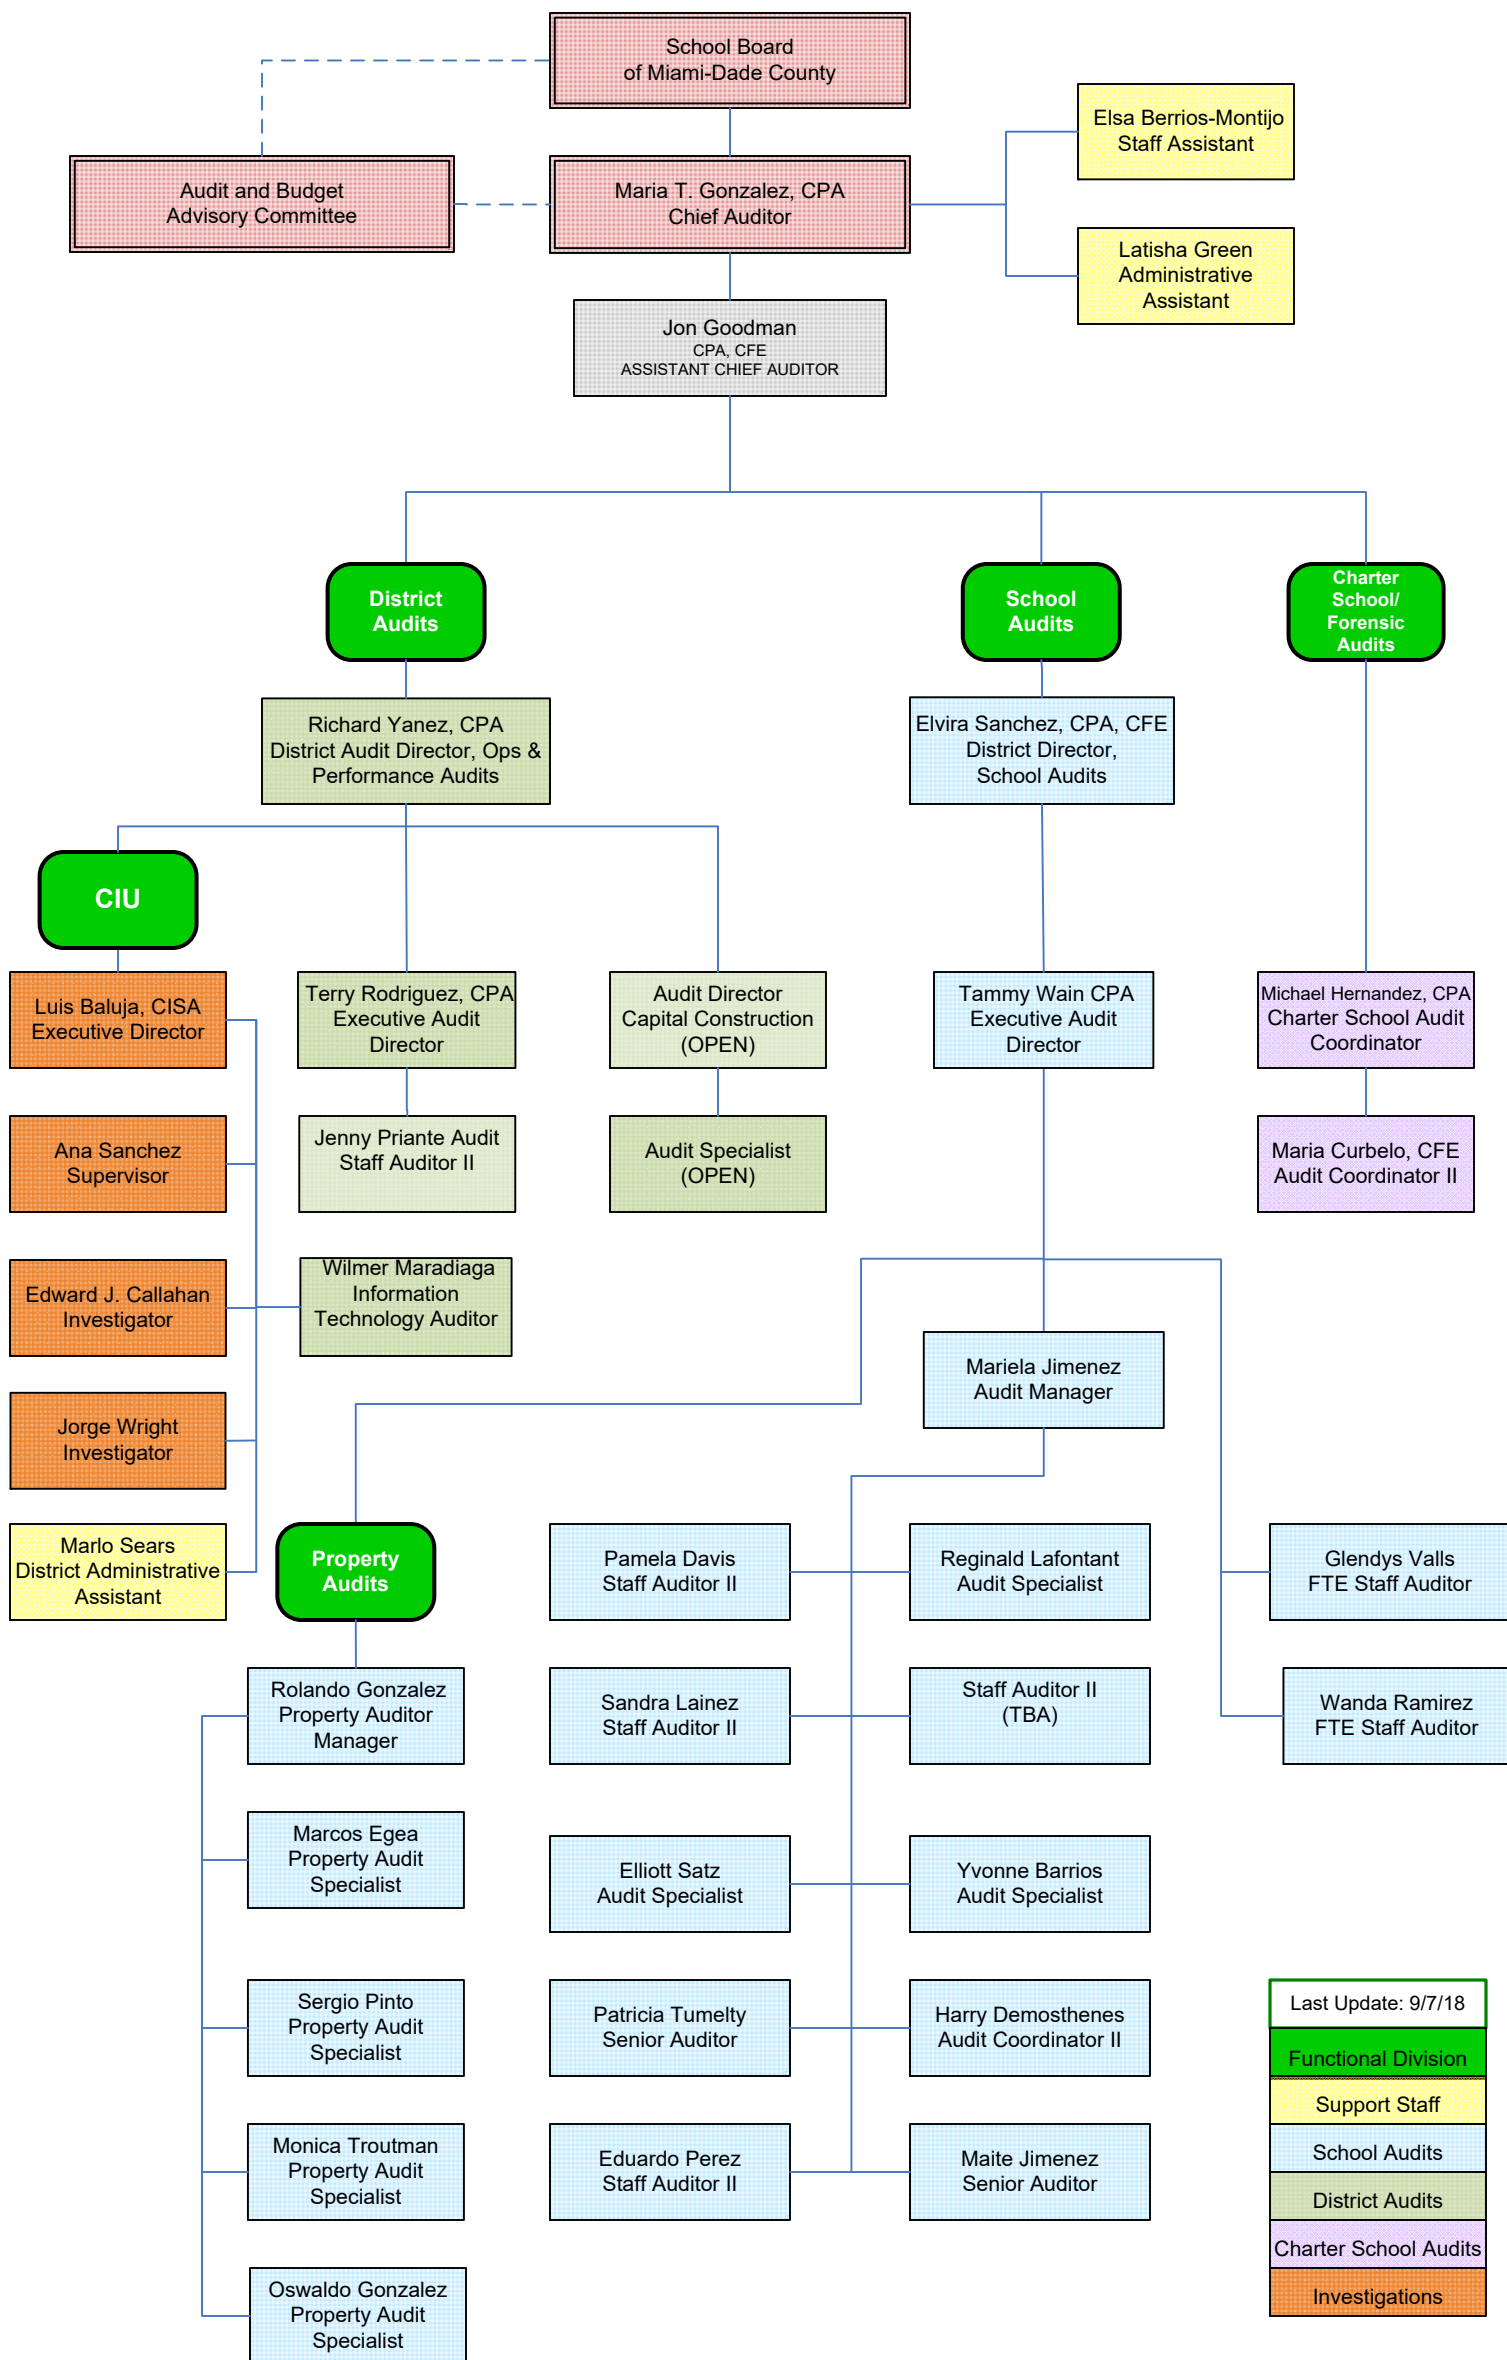 School Board
of Miami-Dade County
Elsa Berrios-Montijo
Staff Assistant
Audit and Budget
Advisory Committee
Maria T. Gonzalez, CPA
Chief Auditor
Latisha Green
Administrative
Assistant
Jon Goodman
CPA, CFE
ASSISTANT CHIEF AUDITOR
District
Audits
School
Audits
Charter
School/
Forensic
Audits
Richard Yanez, CPA
District Audit Director, Ops &
Performance Audits
Elvira Sanchez, CPA, CFE
District Director,
School Audits
CIU
Luis Baluja, CISA
Executive Director
Terry Rodriguez, CPA
Executive Audit
Director
Audit Director
Capital Construction
(OPEN)
Tammy Wain CPA
Executive Audit
Director
Michael Hernandez, CPA
Charter School Audit
Coordinator
Ana Sanchez
Supervisor
Jenny Priante Audit
Staff Auditor II
Audit Specialist
(OPEN)
Maria Curbelo, CFE
Audit Coordinator II
Edward J. Callahan
Investigator
Wilmer Maradiaga
Information
Technology Auditor
Mariela Jimenez
Audit Manager
Jorge Wright
Investigator
Marlo Sears
District Administrative
Assistant
Property
Audits
Pamela Davis
Staff Auditor II
Reginald Lafontant
Audit Specialist
Glendys Valls
FTE Staff Auditor
Rolando Gonzalez
Property Auditor
Manager
Sandra Lainez
Staff Auditor II
Staff Auditor II
(TBA)
Wanda Ramirez
FTE Staff Auditor
Marcos Egea
Property Audit
Specialist
Elliott Satz
Audit Specialist
Yvonne Barrios
Audit Specialist
Sergio Pinto
Property Audit
Specialist
Patricia Tumelty
Senior Auditor
Harry Demosthenes
Audit Coordinator II
Monica Troutman
Property Audit
Specialist
Eduardo Perez
Staff Auditor II
Maite Jimenez
Senior Auditor
Oswaldo Gonzalez
Property Audit
Specialist
Last Update: 9/7/18
Functional Division
Support Staff
School Audits
District Audits
Charter School Audits
Investigations